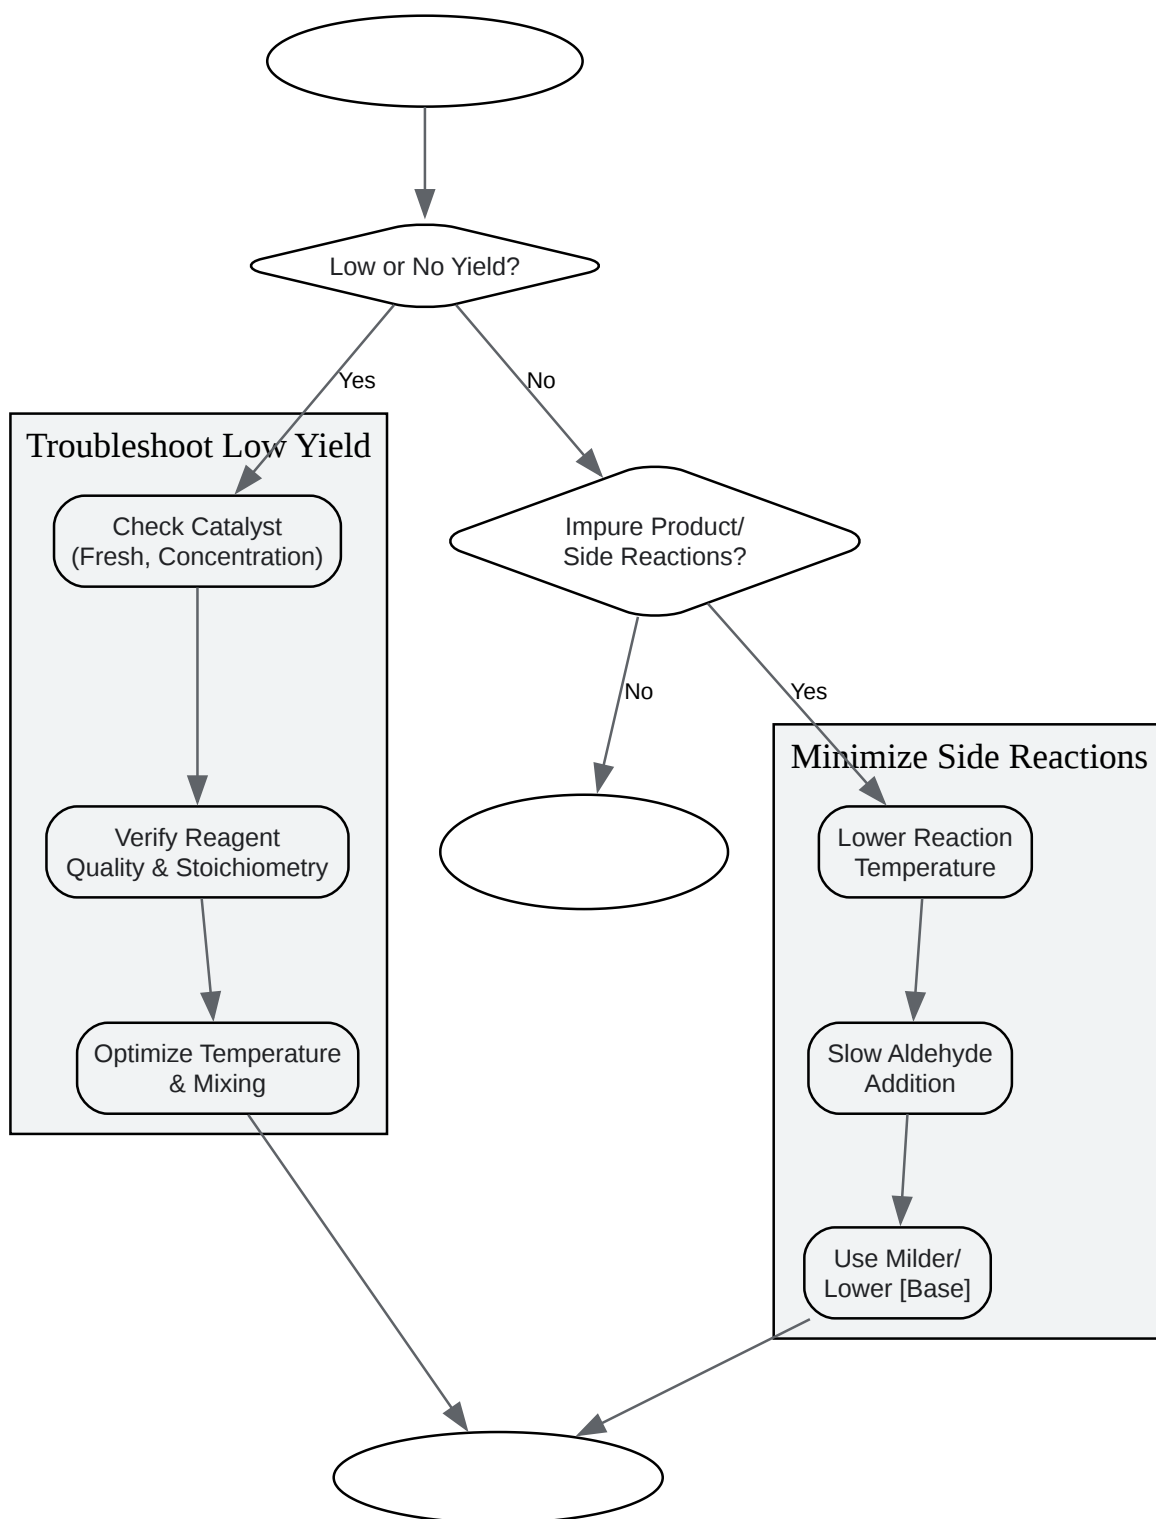 Low or No Yield?
Yes
No
Troubleshoot Low Yield
Check Catalyst
(Fresh, Concentration)
Impure Product/
Side Reactions?
No
Yes
Minimize Side Reactions
Verify Reagent
Quality & Stoichiometry
Lower Reaction
Temperature
Optimize Temperature
& Mixing
Slow Aldehyde
Addition
Use Milder/
Lower [Base]